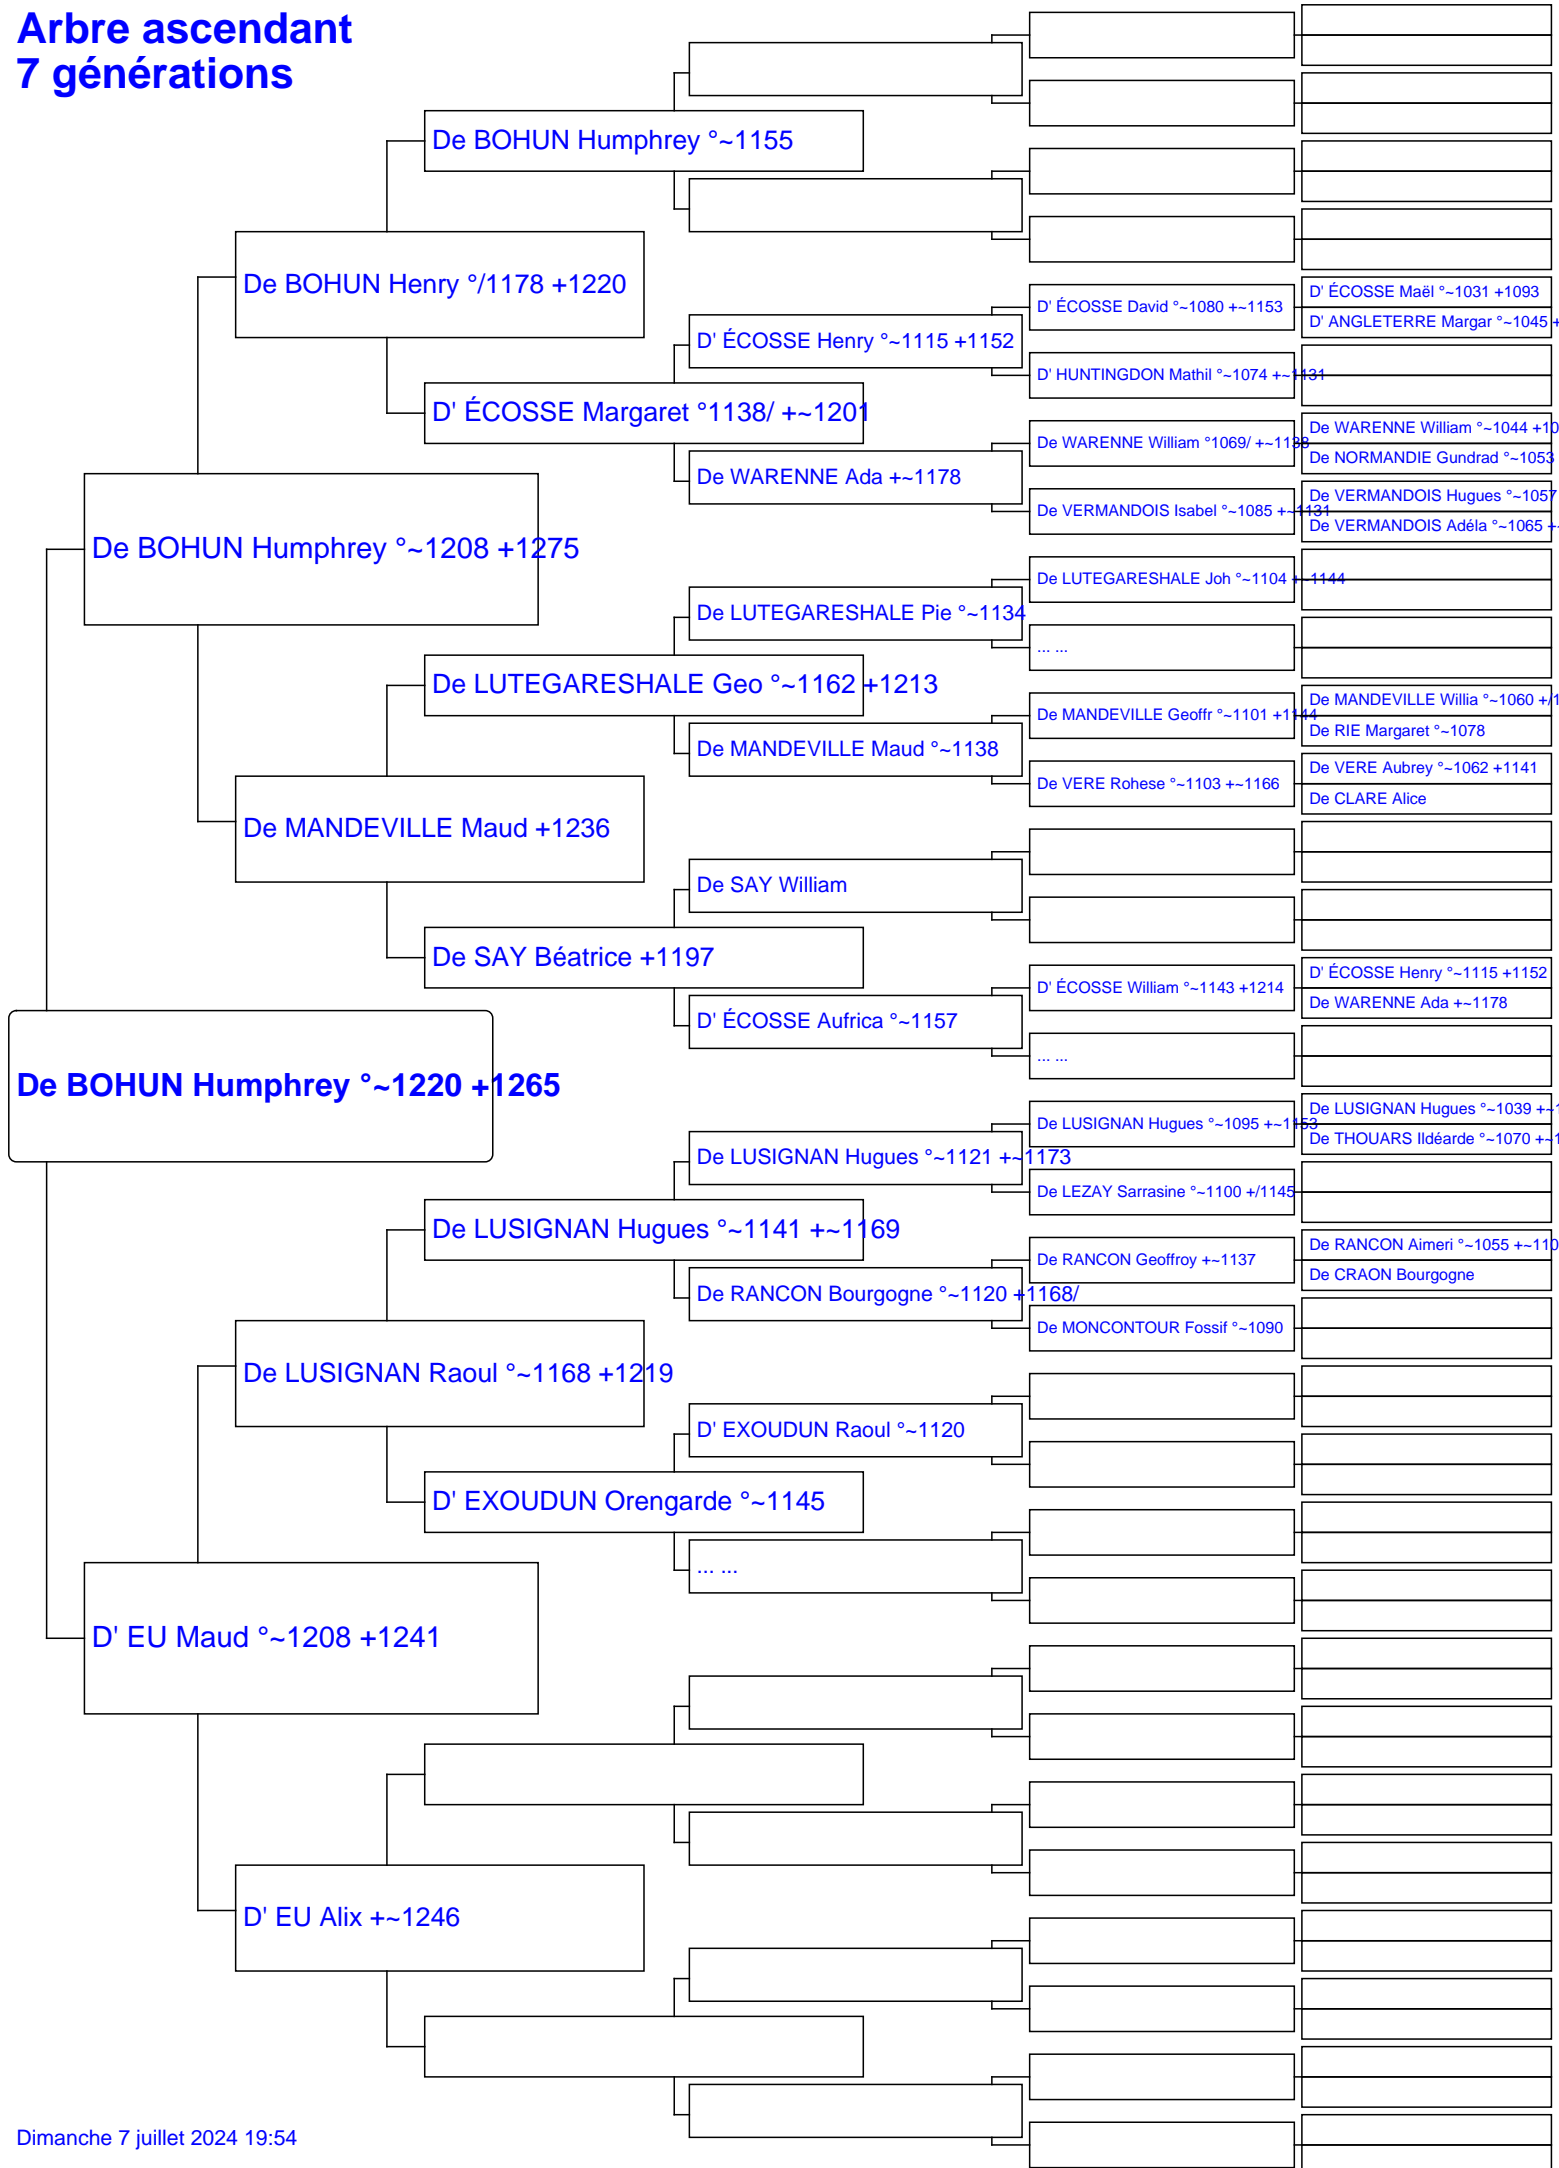 Arbre ascendant
7 générations
De BOHUN Humphrey °~1155
De BOHUN Henry °/1178 +1220
D' ÉCOSSE Maël °~1031 +1093
D' ÉCOSSE David °~1080 +~1153
D' ANGLETERRE Margar °~1045 +
D' ÉCOSSE Henry °~1115 +1152
D' HUNTINGDON Mathil °~1074 +~1131
D' ÉCOSSE Margaret °1138/ +~1201
De WARENNE William °~1044 +10
De WARENNE William °1069/ +~1138
De NORMANDIE Gundrad °~1053
De WARENNE Ada +~1178
De VERMANDOIS Hugues °~1057
De VERMANDOIS Isabel °~1085 +~1131
De VERMANDOIS Adéla °~1065 +
De BOHUN Humphrey °~1208 +1275
De LUTEGARESHALE Joh °~1104 +~1144
De LUTEGARESHALE Pie °~1134
... ...
De LUTEGARESHALE Geo °~1162 +1213
De MANDEVILLE Willia °~1060 +/1
De MANDEVILLE Geoffr °~1101 +1144
De RIE Margaret °~1078
De MANDEVILLE Maud °~1138
De VERE Aubrey °~1062 +1141
De VERE Rohese °~1103 +~1166
De CLARE Alice
De MANDEVILLE Maud +1236
De SAY William
De SAY Béatrice +1197
D' ÉCOSSE Henry °~1115 +1152
D' ÉCOSSE William °~1143 +1214
De WARENNE Ada +~1178
D' ÉCOSSE Aufrica °~1157
... ...
De BOHUN Humphrey °~1220 +1265
De LUSIGNAN Hugues °~1039 +~1
De LUSIGNAN Hugues °~1095 +~1153
De THOUARS Ildéarde °~1070 +~1
De LUSIGNAN Hugues °~1121 +~1173
De LEZAY Sarrasine °~1100 +/1145
De LUSIGNAN Hugues °~1141 +~1169
De RANCON Aimeri °~1055 +~110
De RANCON Geoffroy +~1137
De CRAON Bourgogne
De RANCON Bourgogne °~1120 +1168/
De MONCONTOUR Fossif °~1090
De LUSIGNAN Raoul °~1168 +1219
D' EXOUDUN Raoul °~1120
D' EXOUDUN Orengarde °~1145
... ...
D' EU Maud °~1208 +1241
D' EU Alix +~1246
Dimanche 7 juillet 2024 19:54